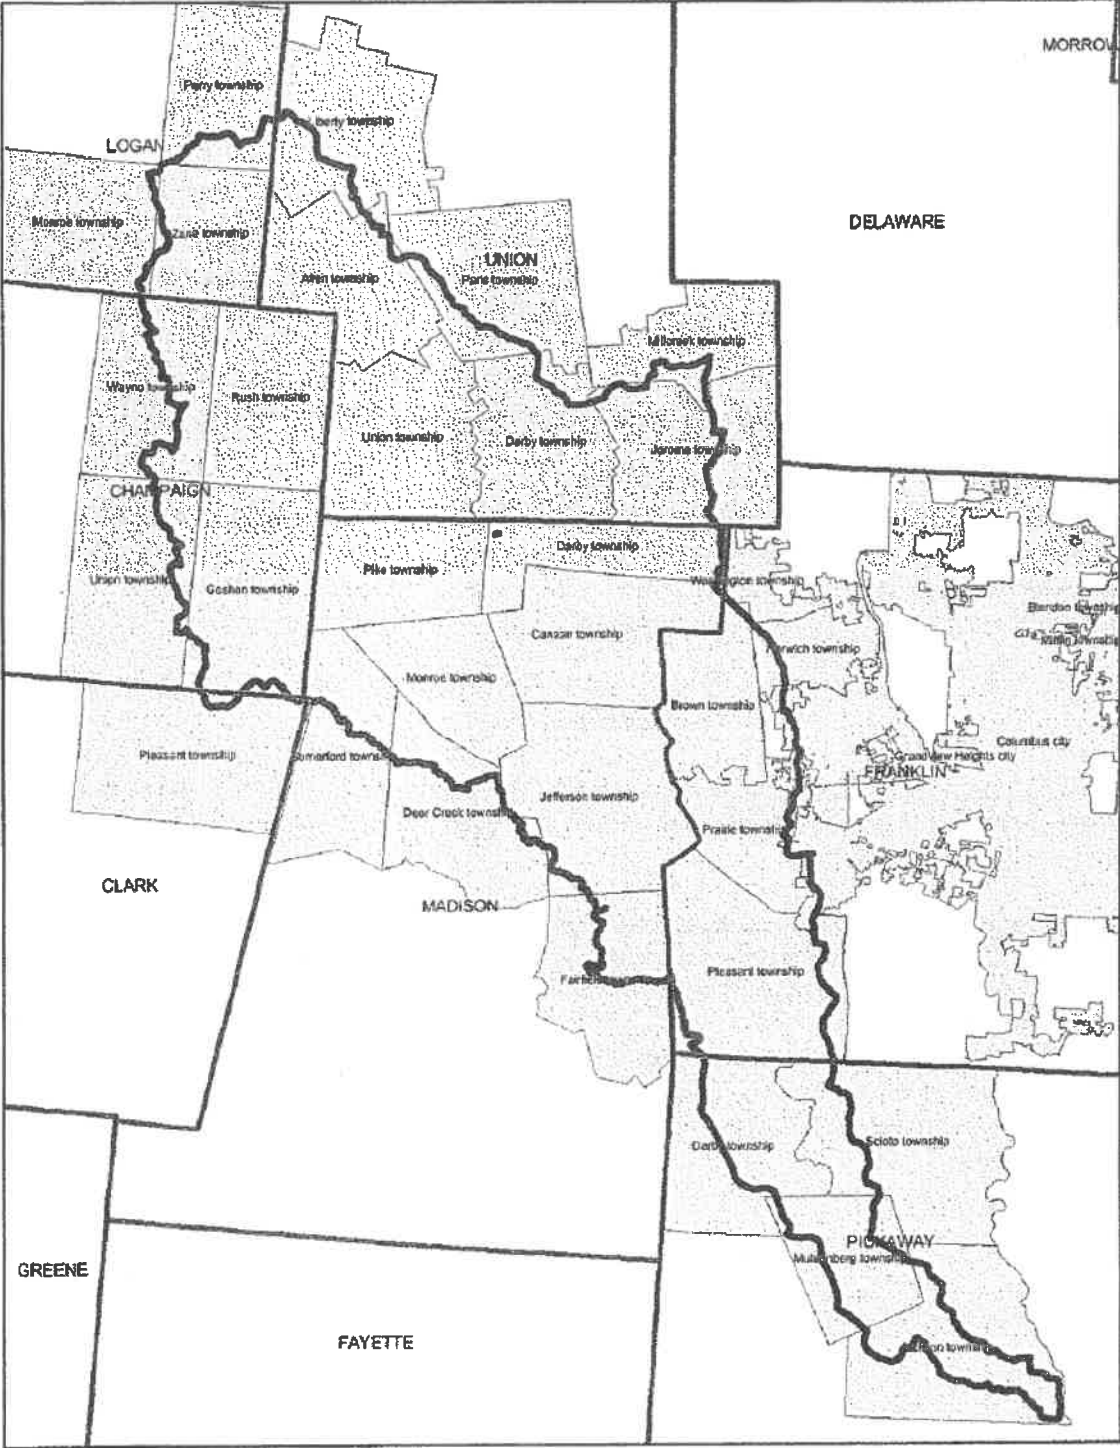 MORROW
Perry township
Liberty township
LOGAN
Monroe township
Zane township
DELAWARE
UNION
Allen township
Paris township
Millcreek township
Wayne township
Rush township
Union township
Darby township
Jerome township
CHAMPAIGN
Darby township
Pike township
Union township
Goshen township
Washington township
Canaan township
Norwich township
Monroe township
Brown township
Columbus city
Pleasant township
Somerford township
Grandview Heights city
FRANKLIN
Jefferson township
Deer Creek township
Prairie township
CLARK
MADISON
Pleasant township
Fairfield township
Darby township
Scioto township
PICKAWAY
Muhlenberg township
GREENE
FAYETTE
Jackson township